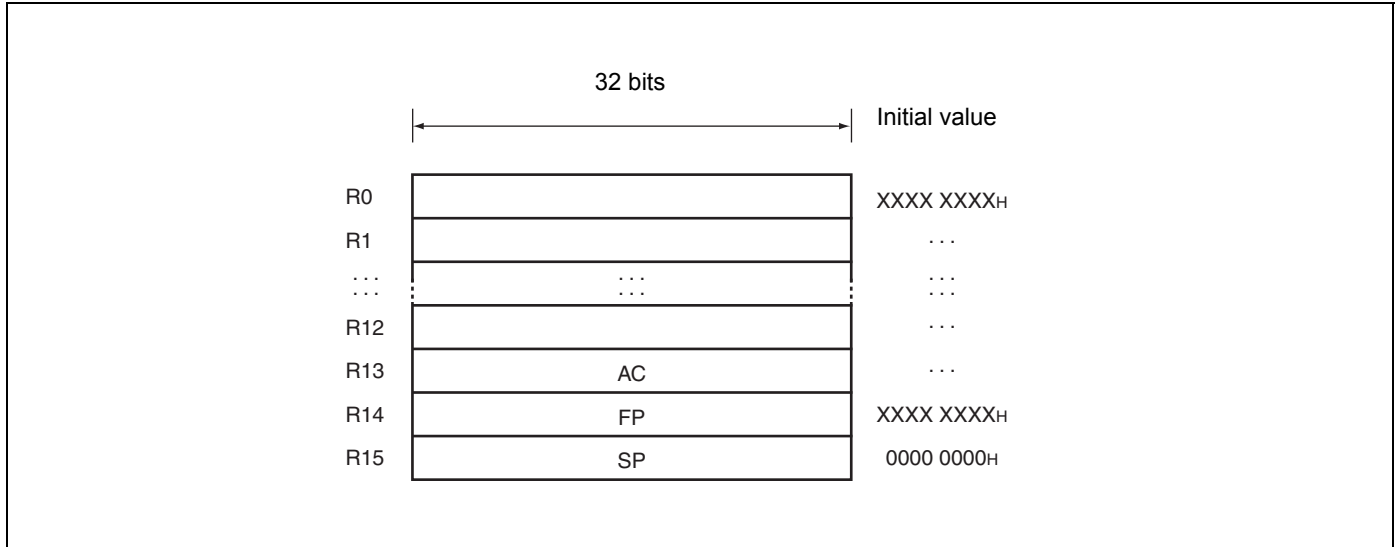 32 bits
Initial value
R0 XXXX XXXXH
R1 ...
... ... ...
... ... ...
R12 ...
R13 AC ...
R14 FP XXXX XXXXH
R15 SP 0000 0000H